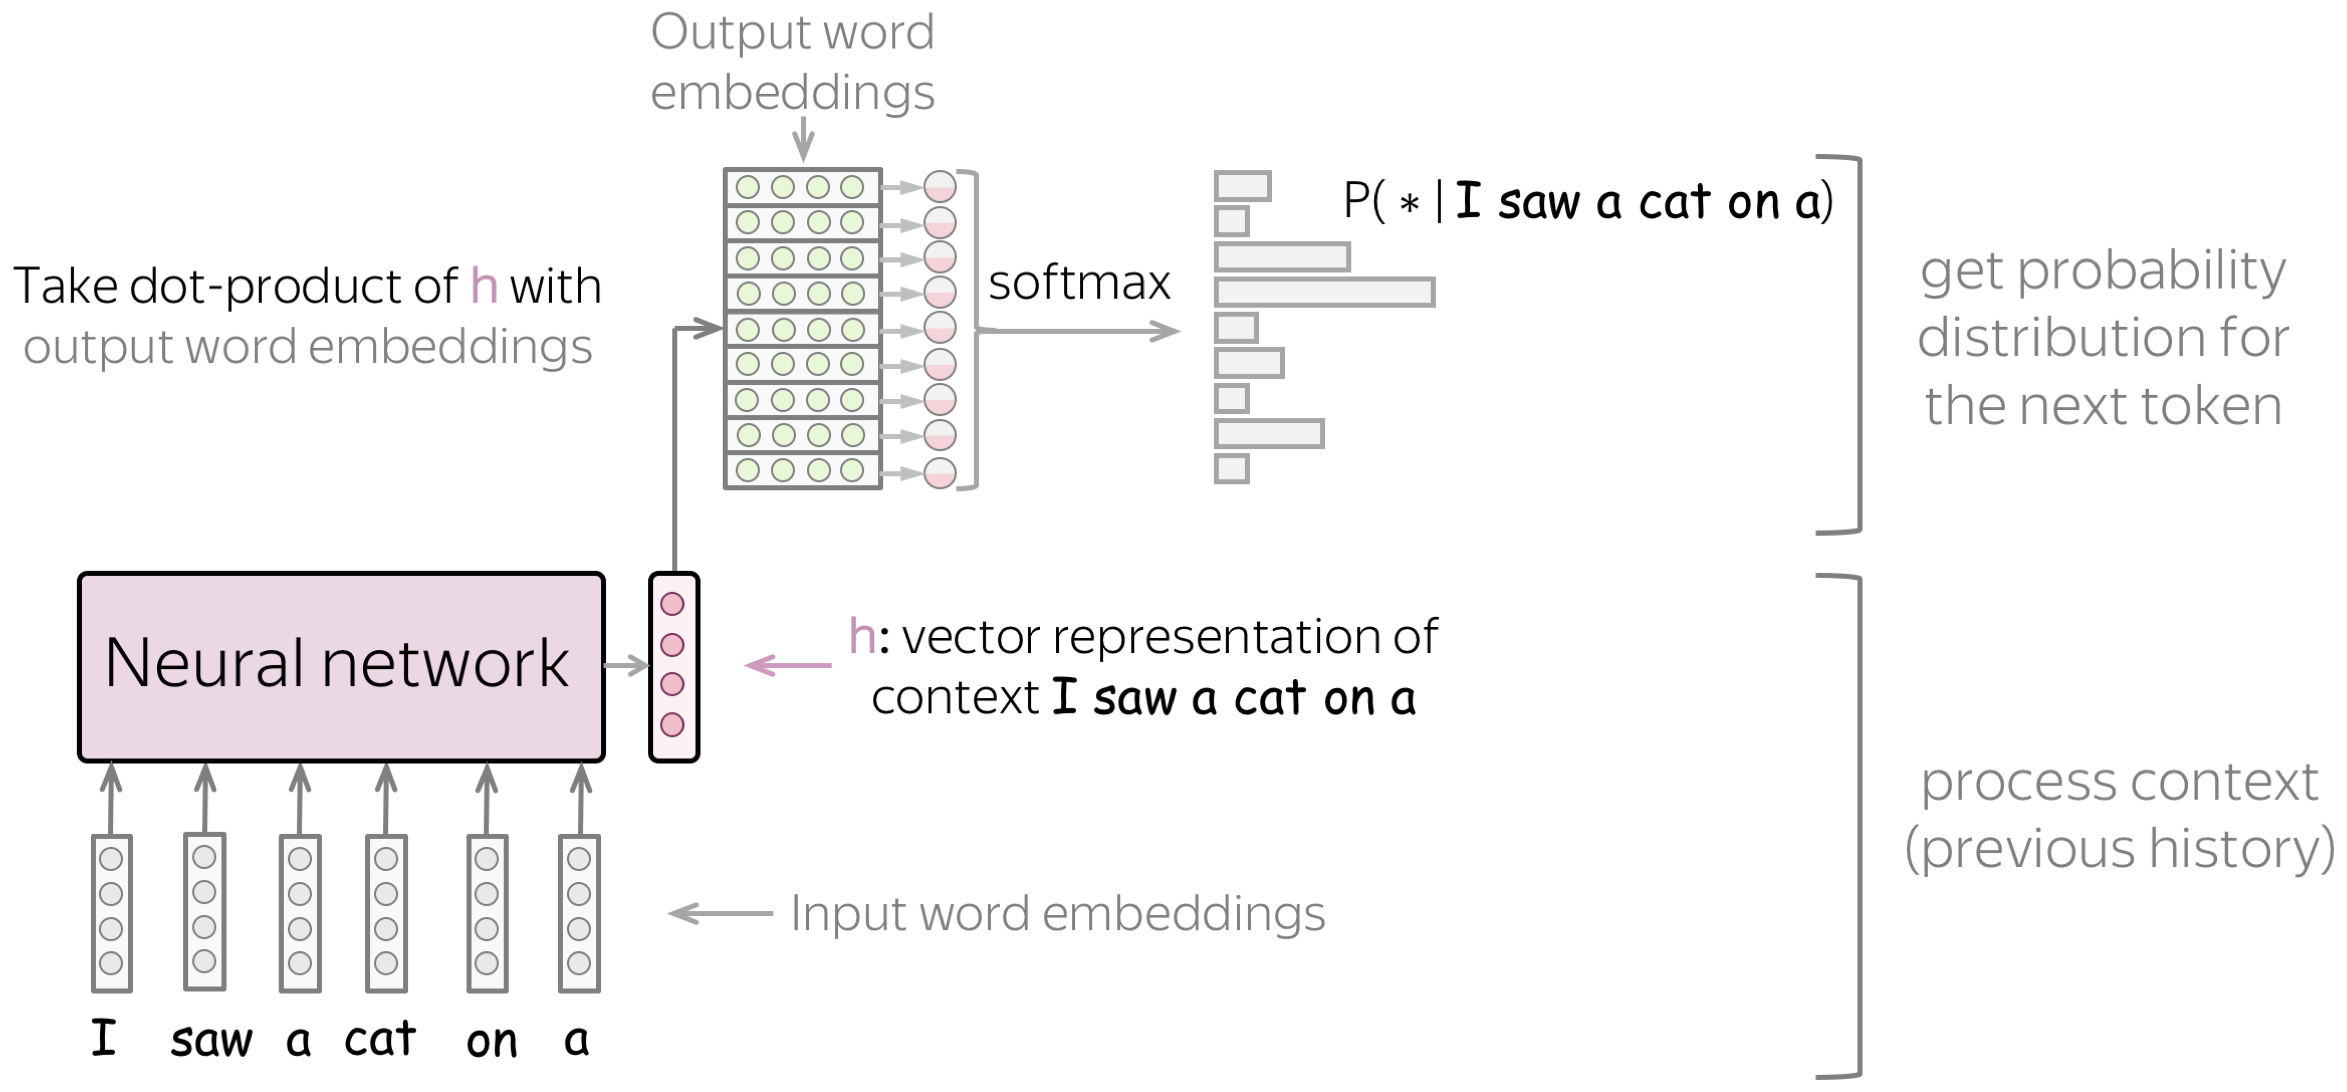 Output word
embeddings
P( * | I saw a cat on a)
Take dot-product of h with
output word embeddings
softmax
get probability
distribution for
the next token
Neural network
h: vector representation of
context I saw a cat on a
process context
(previous history)
Input word embeddings
I saw a cat on a